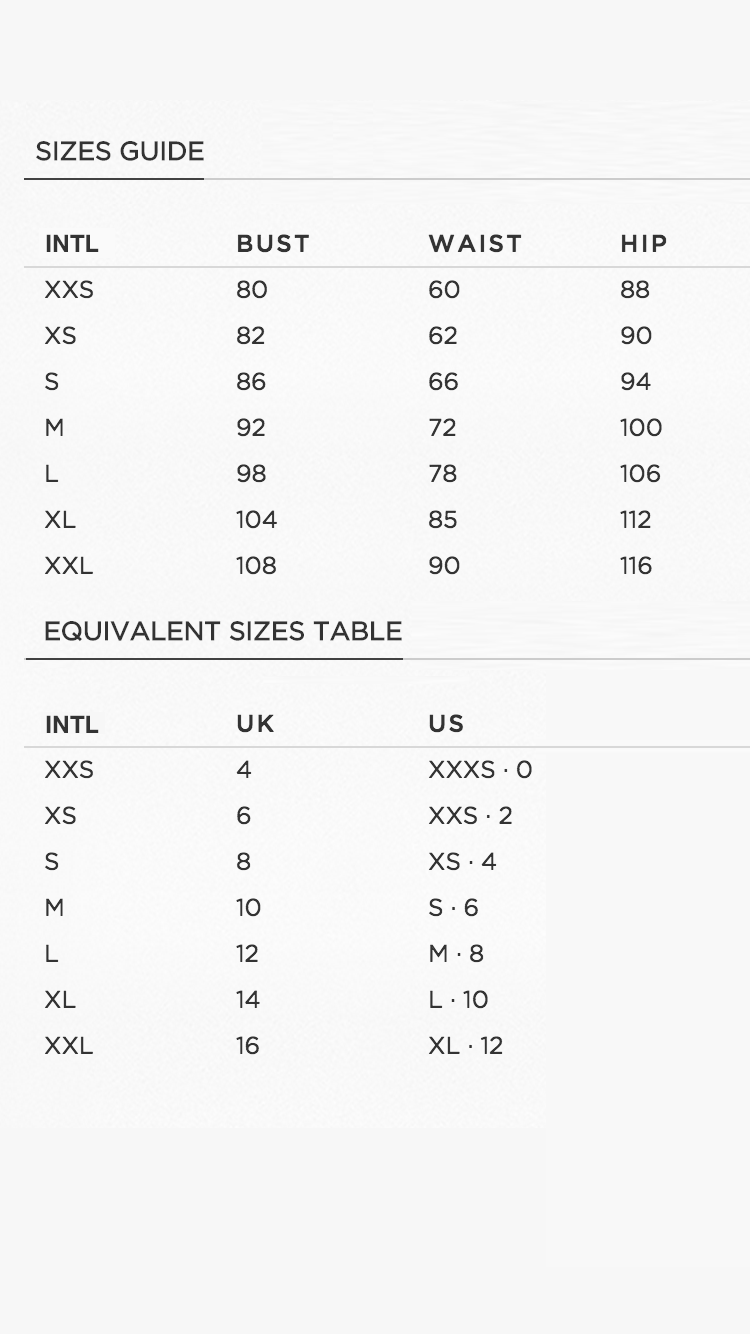 SIZES GUIDE
INTL BUST WAIST HIP
XXS 80 60 88
XS 82 62 90
S 86 66 94
M 92 72 100
L 98 78 106
XL 104 85 112
XXL 108 90 116
EQUIVALENT SIZES TABLE
INTL UK US
XXS 4 XXXS · 0
XS 6 XXS · 2
S 8 XS · 4
M 10 S · 6
L 12 M · 8
XL 14 L · 10
XXL 16 XL · 12